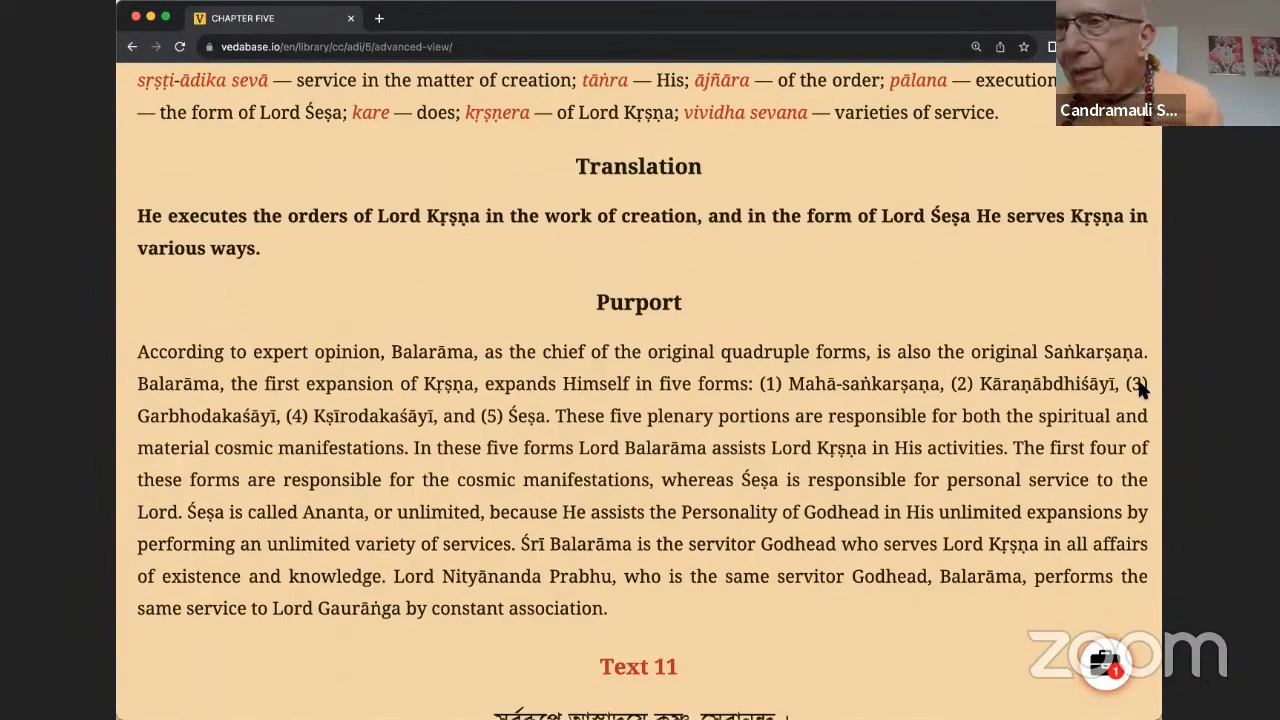 CHAPTER FIVE
vedabase.io/en/library/cc/adi/5/advanced-view/
Candramauli S...
sṛṣṭi-ādika sevā — service in the matter of creation; tāṅra — His; ājñāra — of the order; pālana — execution
— the form of Lord Śeṣa; kare — does; kṛṣṇera — of Lord Kṛṣṇa; vividha sevana — varieties of service.
Translation
He executes the orders of Lord Kṛṣṇa in the work of creation, and in the form of Lord Śeṣa He serves Kṛṣṇa in
various ways.
Purport
According to expert opinion, Balarāma, as the chief of the original quadruple forms, is also the original Saṅkarṣaṇa.
Balarāma, the first expansion of Kṛṣṇa, expands Himself in five forms: (1) Mahā-saṅkarṣaṇa, (2) Kāraṇābdhiśāyī, (3)
Garbhodakaśāyī, (4) Kṣīrodakaśāyī, and (5) Śeṣa. These five plenary portions are responsible for both the spiritual and
material cosmic manifestations. In these five forms Lord Balarāma assists Lord Kṛṣṇa in His activities. The first four of
these forms are responsible for the cosmic manifestations, whereas Śeṣa is responsible for personal service to the
Lord. Śeṣa is called Ananta, or unlimited, because He assists the Personality of Godhead in His unlimited expansions by
performing an unlimited variety of services. Śrī Balarāma is the servitor Godhead who serves Lord Kṛṣṇa in all affairs
of existence and knowledge. Lord Nityānanda Prabhu, who is the same servitor Godhead, Balarāma, performs the
same service to Lord Gaurāṅga by constant association.
zoom
1
Text 11